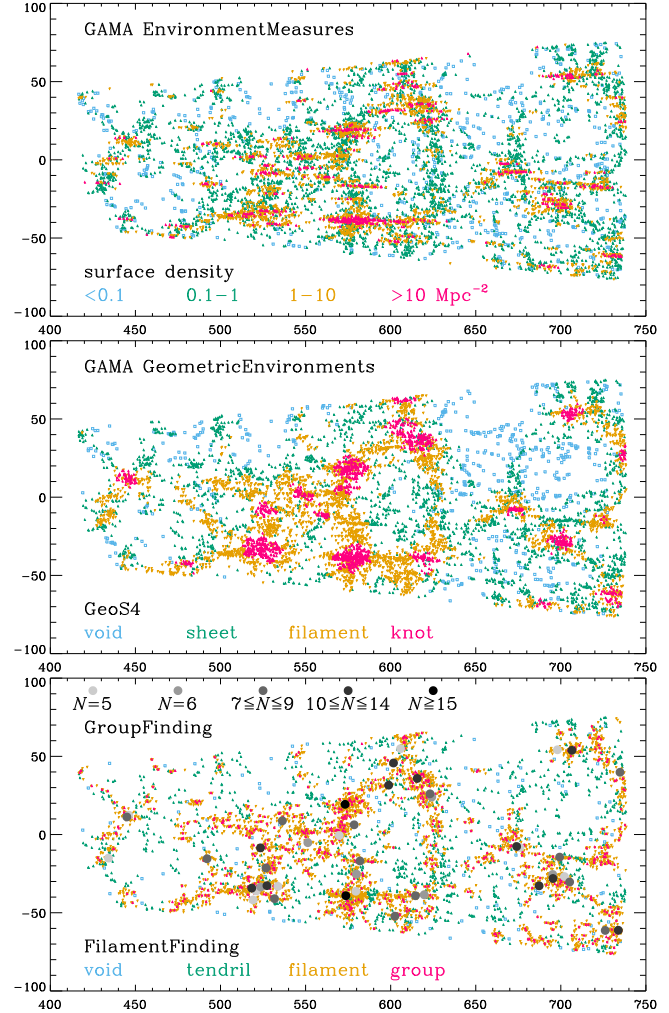 100
GAMA EnvironmentMeasures
50
0
−50
surface density
<0.1 0.1−1 1−10 >10 Mpc⁻²
−100
400 450 500 550 600 650 700 750
100
GAMA GeometricEnvironments
50
0
−50
GeoS4
void sheet filament knot
−100
400 450 500 550 600 650 700 750
100
N=5 N=6 7≦N≦9 10≦N≦14 N≧15
GroupFinding
50
0
−50
FilamentFinding
void tendril filament group
−100
400 450 500 550 600 650 700 750